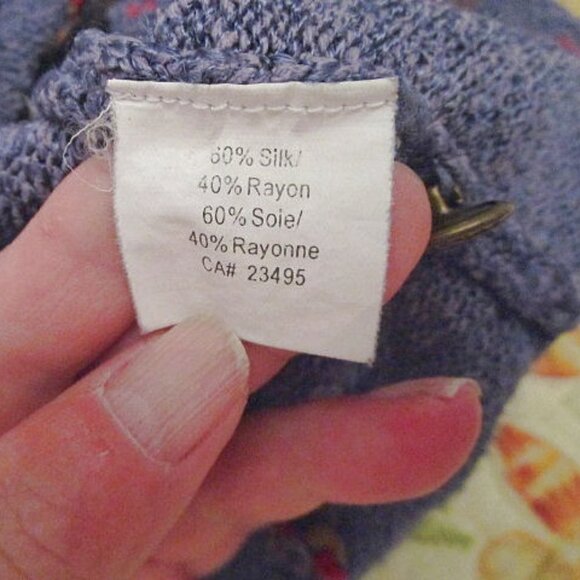 60% Silk/
40% Rayon
60% Soie/
40% Rayonne
CA# 23495